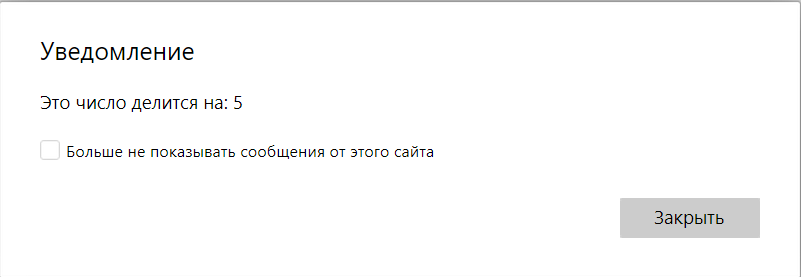 Уведомление
Это число делится на: 5
Больше не показывать сообщения от этого сайта
Закрыть